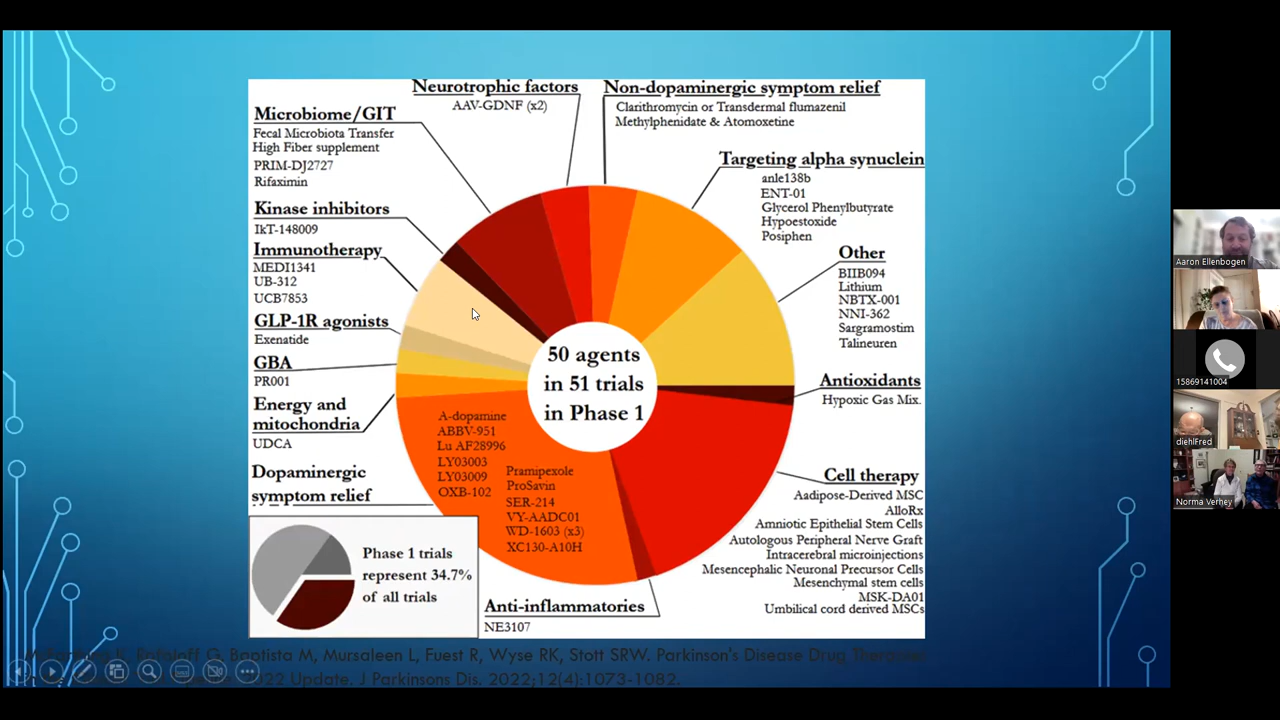 Neurotrophic factors
AAV-GDNF (x2)
Non-dopaminergic symptom relief
Clarithromycin or Transdermal flumazenil
Methylphenidate & Atomoxetine
Microbiome/GIT
Fecal Microbiota Transfer
High Fiber supplement
PRIM-DJ2727
Rifaximin
Targeting alpha synuclein
anle138b
ENT-01
Glycerol Phenylbutyrate
Hypoestoxide
Posiphen
Kinase inhibitors
IkT-148009
Immunotherapy
MEDI1341
UB-312
UCB7853
Other
BIIB094
Lithium
NBTX-001
NNI-362
Sargramostim
Talineuren
GLP-1R agonists
Exenatide
GBA
PR001
Energy and
mitochondria
UDCA
50 agents
in 51 trials
in Phase 1
Antioxidants
Hypoxic Gas Mix.
Dopaminergic
symptom relief
A-dopamine
ABBV-951
Lu AF28996
LY03003
LY03009
OXB-102
Pramipexole
ProSavin
SER-214
VY-AADC01
WD-1603 (x3)
XC130-A10H
Cell therapy
Aadipose-Derived MSC
AlloRx
Amniotic Epithelial Stem Cells
Autologous Peripheral Nerve Graft
Intracerebral microinjections
Mesencephalic Neuronal Precursor Cells
Mesenchymal stem cells
MSK-DA01
Umbilical cord derived MSCs
Phase 1 trials
represent 34.7%
of all trials
Anti-inflammatories
NE3107
G, Baptista M, Mursaleen L, Fuest R, Wyse RK, Stott SRW. Parkinson's Disease Drug
2022 Update. J Parkinsons Dis. 2022;12(4):1073-1082.
Aaron Ellenbogen
15869141004
diehlFred
Norma Verhey